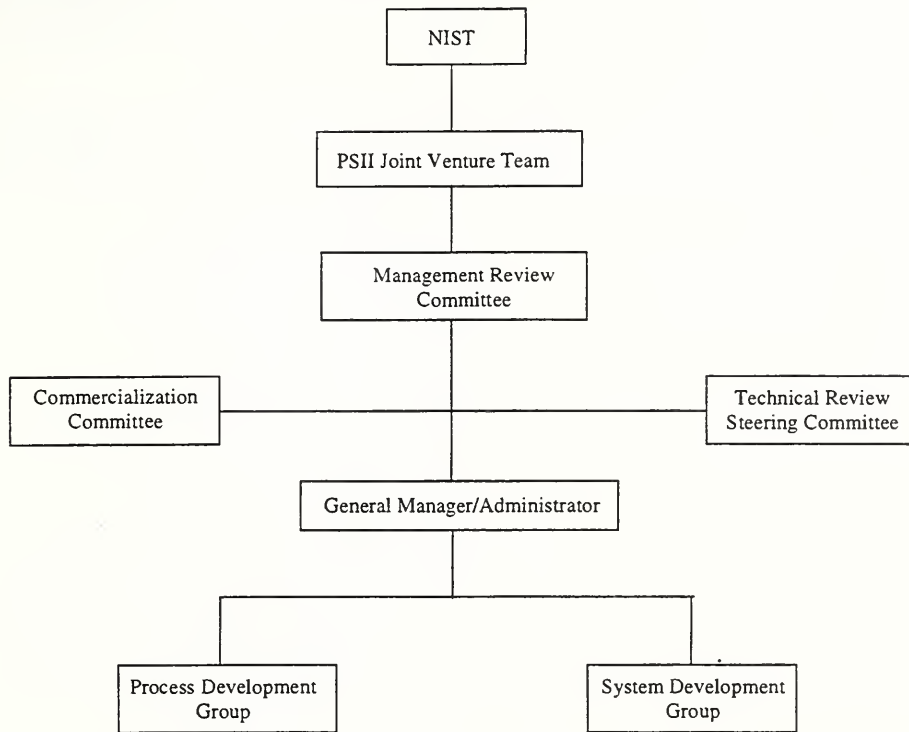 NIST
PSII Joint Venture Team
Management Review
Committee
Commercialization
Committee
Technical Review
Steering Committee
General Manager/Administrator
Process Development
Group
System Development
Group